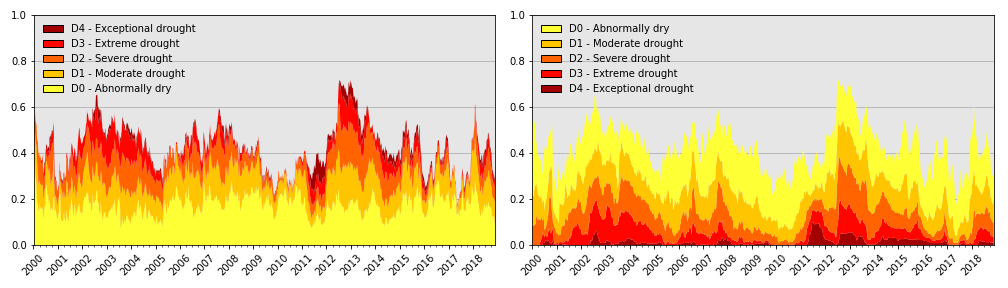 1.0
0.8
0.6
0.4
0.2
0.0
D4 - Exceptional drought
D3 - Extreme drought
D2 - Severe drought
D1 - Moderate drought
D0 - Abnormally dry
2000 2001 2002 2003 2004 2005 2006 2007 2008 2009 2010 2011 2012 2013 2014 2015 2016 2017 2018
1.0
0.8
0.6
0.4
0.2
0.0
D0 - Abnormally dry
D1 - Moderate drought
D2 - Severe drought
D3 - Extreme drought
D4 - Exceptional drought
2000 2001 2002 2003 2004 2005 2006 2007 2008 2009 2010 2011 2012 2013 2014 2015 2016 2017 2018